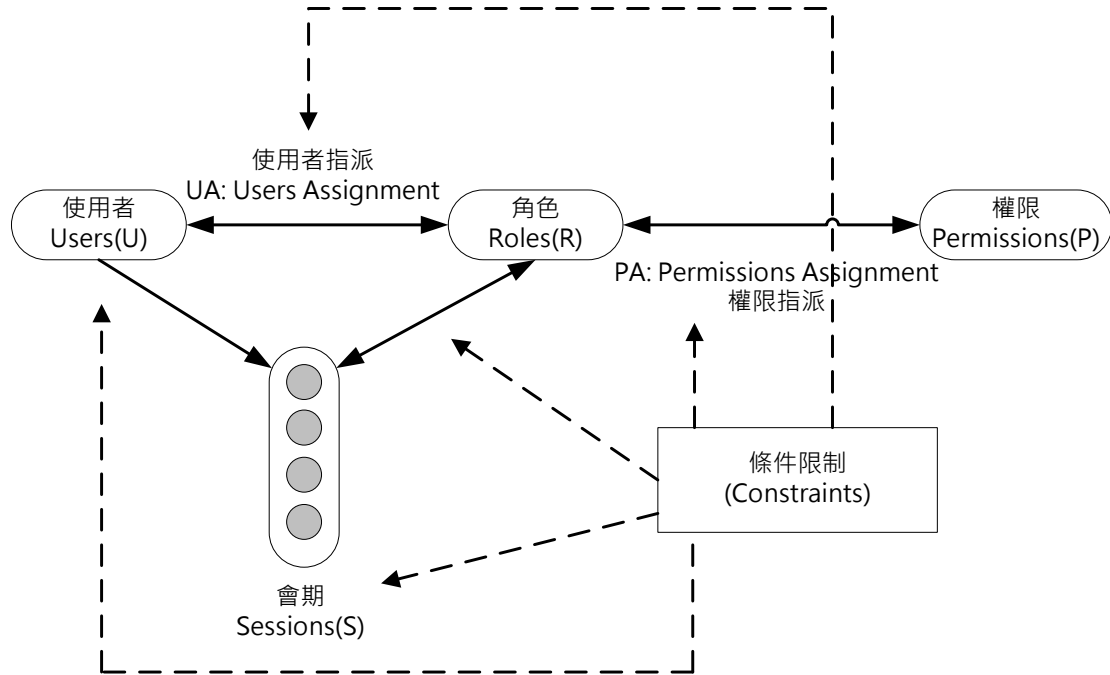 使用者指派
UA: Users Assignment
使用者
Users(U)
角色
Roles(R)
權限
Permissions(P)
PA: Permissions Assignment
權限指派
條件限制
(Constraints)
會期
Sessions(S)